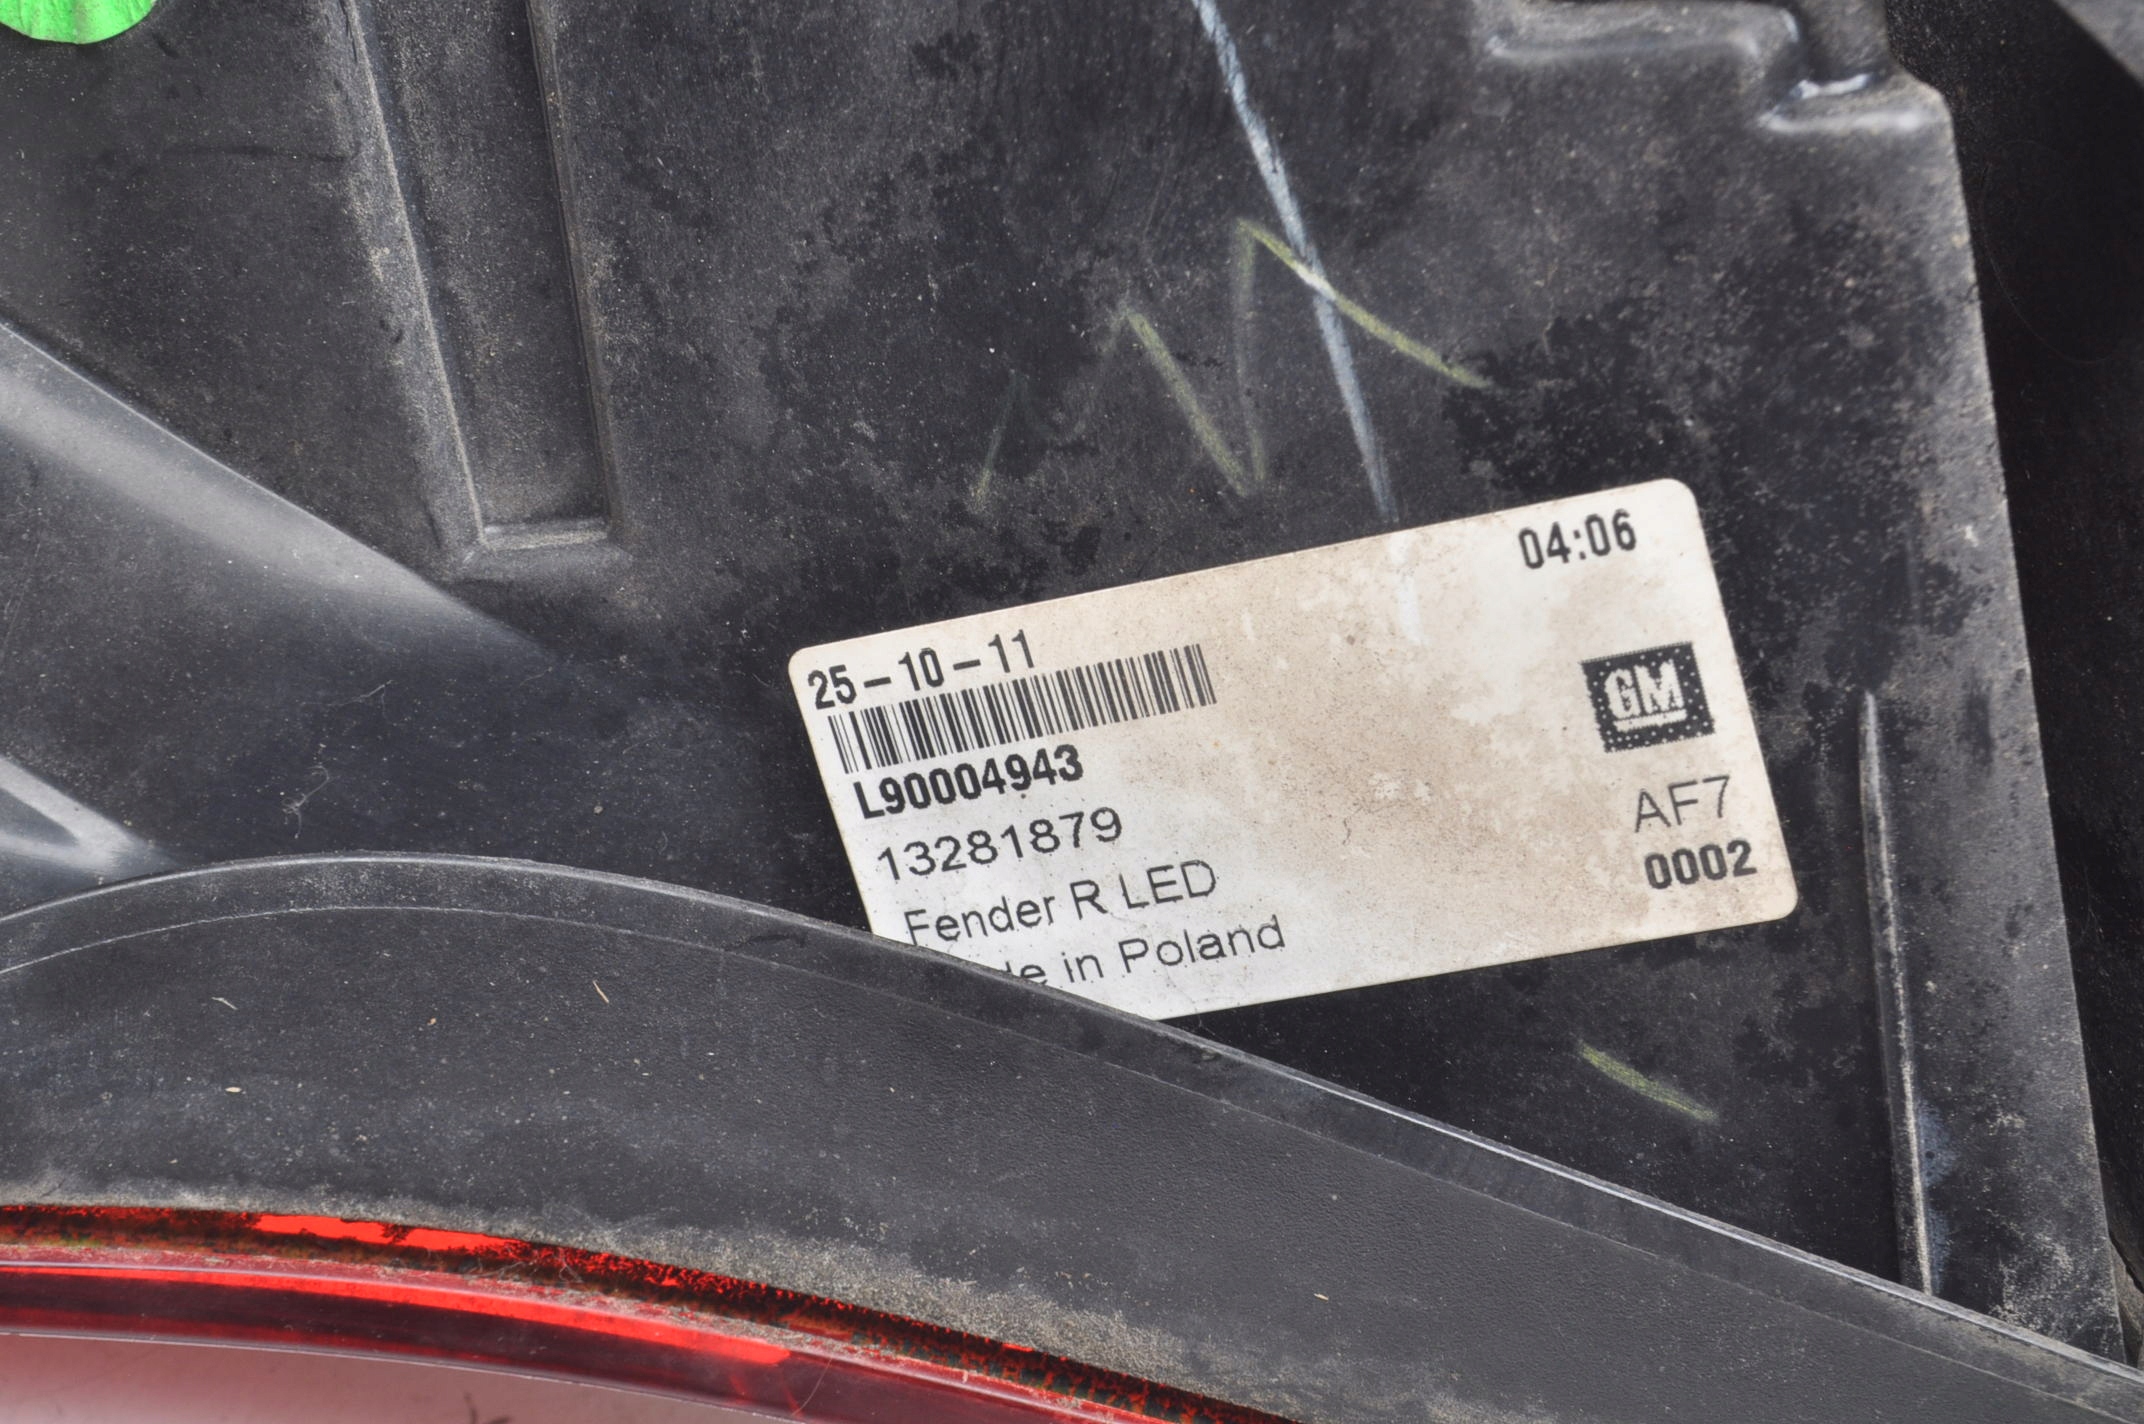 04:06
25-10-11
GM
L90004943
13281879
AF7
Fender R LED
0002
in Poland